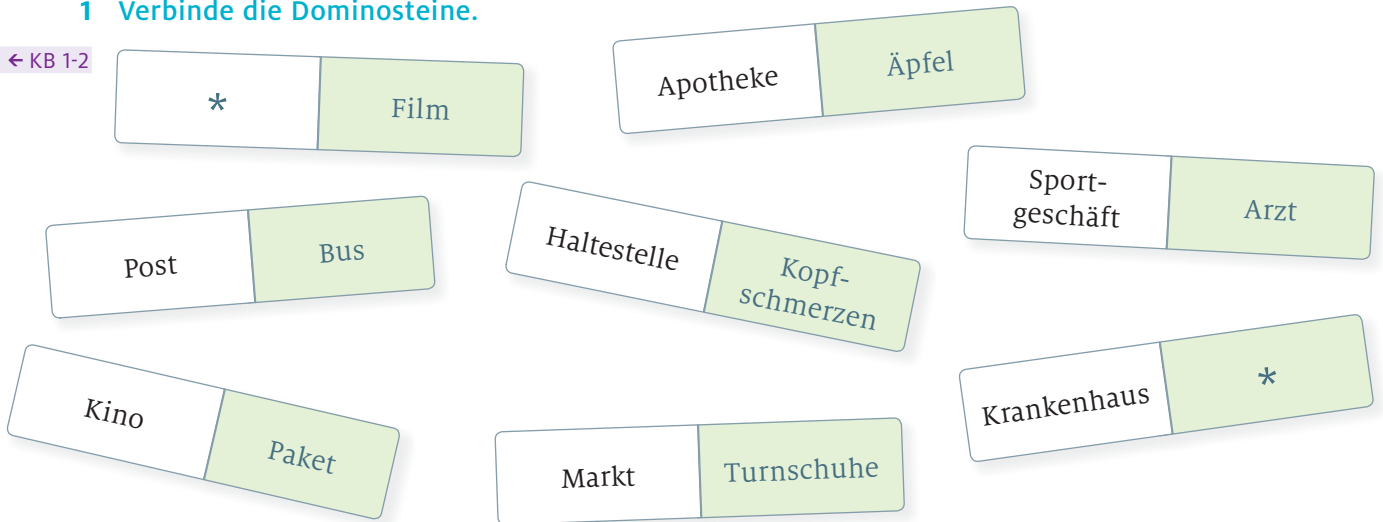 1 Verbinde die Dominosteine.
← KB 1-2
* Film
Apotheke Äpfel
Sport-
geschäft Arzt
Post Bus
Haltestelle Kopf-
schmerzen
Krankenhaus *
Kino Paket
Markt Turnschuhe